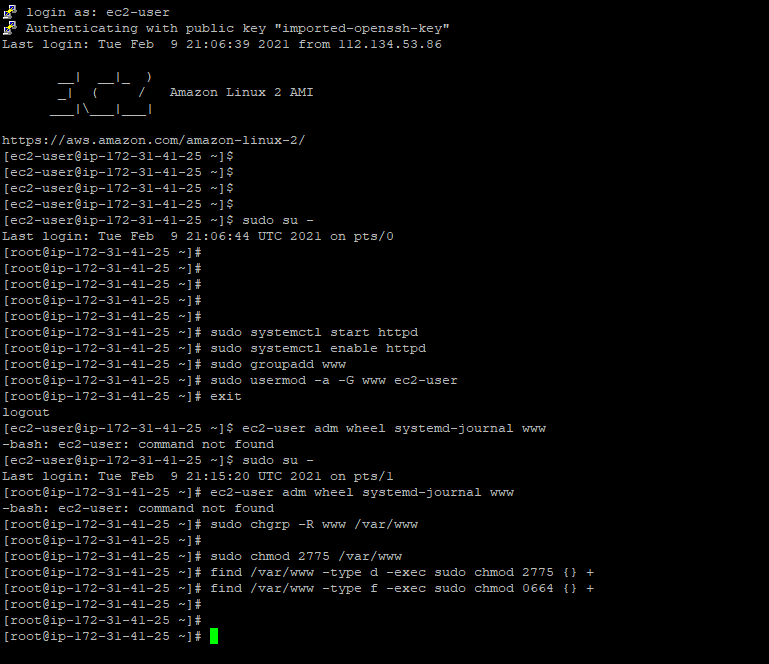 login as: ec2-user
Authenticating with public key "imported-openssh-key"
Last login: Tue Feb  9 21:06:39 2021 from 112.134.53.86

       __|  __|_  )
       _|  (     /   Amazon Linux 2 AMI
      ___|\___|___|

https://aws.amazon.com/amazon-linux-2/
[ec2-user@ip-172-31-41-25 ~]$
[ec2-user@ip-172-31-41-25 ~]$
[ec2-user@ip-172-31-41-25 ~]$
[ec2-user@ip-172-31-41-25 ~]$
[ec2-user@ip-172-31-41-25 ~]$ sudo su -
Last login: Tue Feb  9 21:06:44 UTC 2021 on pts/0
[root@ip-172-31-41-25 ~]#
[root@ip-172-31-41-25 ~]#
[root@ip-172-31-41-25 ~]#
[root@ip-172-31-41-25 ~]#
[root@ip-172-31-41-25 ~]#
[root@ip-172-31-41-25 ~]# sudo systemctl start httpd
[root@ip-172-31-41-25 ~]# sudo systemctl enable httpd
[root@ip-172-31-41-25 ~]# sudo groupadd www
[root@ip-172-31-41-25 ~]# sudo usermod -a -G www ec2-user
[root@ip-172-31-41-25 ~]# exit
logout
[ec2-user@ip-172-31-41-25 ~]$ ec2-user adm wheel systemd-journal www
-bash: ec2-user: command not found
[ec2-user@ip-172-31-41-25 ~]$ sudo su -
Last login: Tue Feb  9 21:15:20 UTC 2021 on pts/1
[root@ip-172-31-41-25 ~]# ec2-user adm wheel systemd-journal www
-bash: ec2-user: command not found
[root@ip-172-31-41-25 ~]# sudo chgrp -R www /var/www
[root@ip-172-31-41-25 ~]#
[root@ip-172-31-41-25 ~]# sudo chmod 2775 /var/www
[root@ip-172-31-41-25 ~]# find /var/www -type d -exec sudo chmod 2775 {} +
[root@ip-172-31-41-25 ~]# find /var/www -type f -exec sudo chmod 0664 {} +
[root@ip-172-31-41-25 ~]#
[root@ip-172-31-41-25 ~]#
[root@ip-172-31-41-25 ~]#